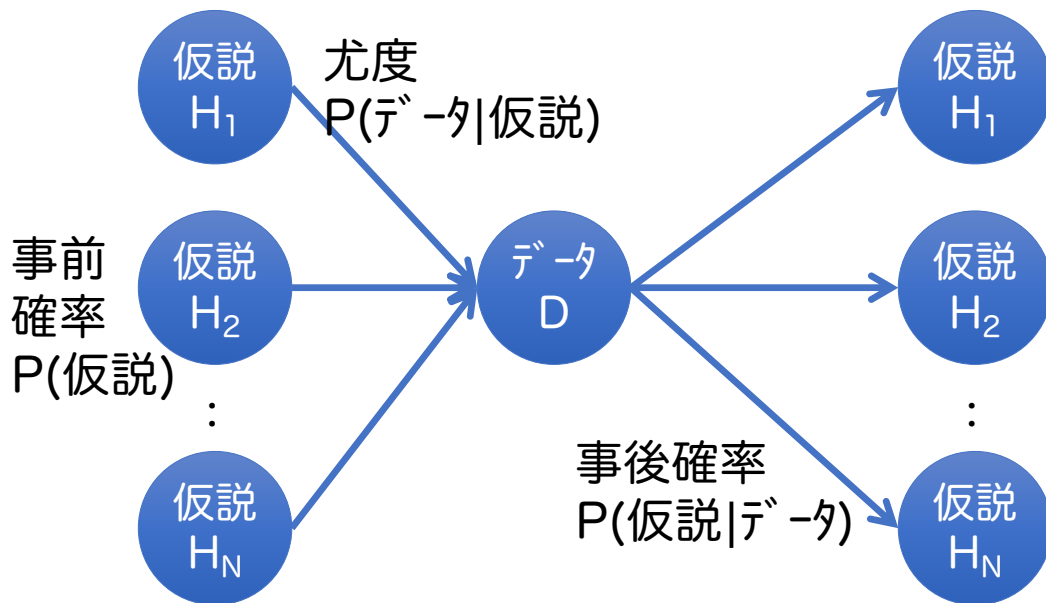 仮説
H₁
尤度
P(データ|仮説)
仮説
H₁
事前
確率
P(仮説)
仮説
H₂
データ
D
仮説
H₂
:
:
仮説
H_N
事後確率
P(仮説|データ)
仮説
H_N